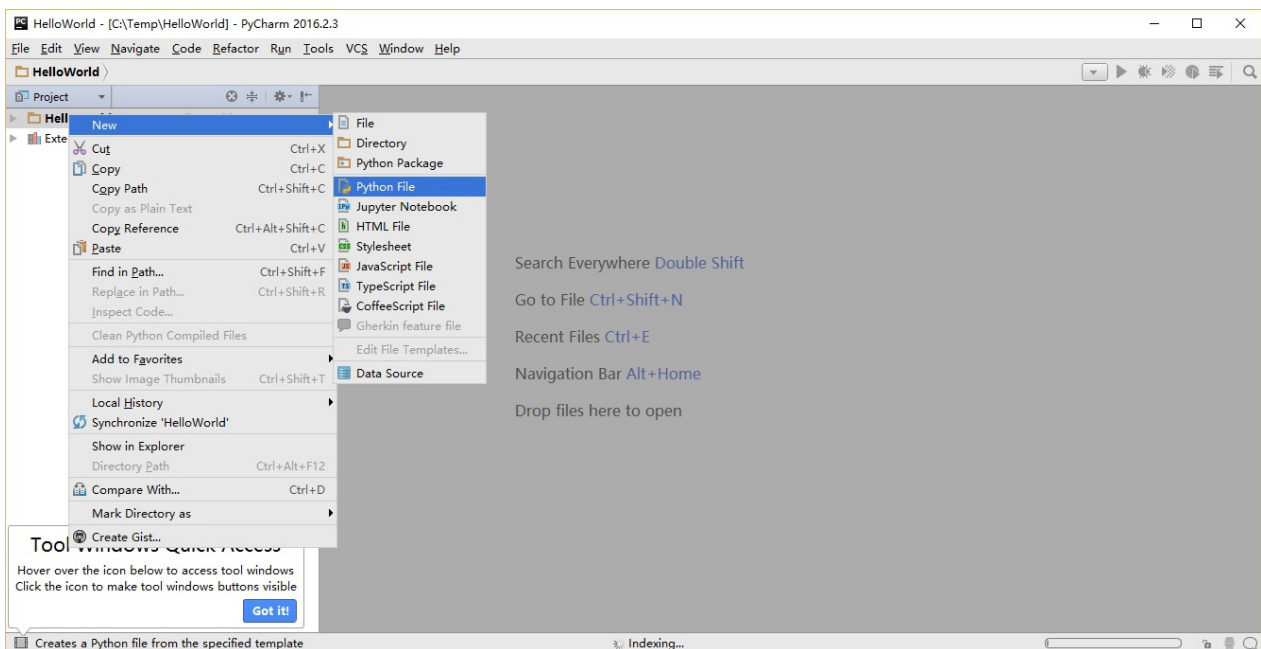 HelloWorld - [C:\Temp\HelloWorld] - PyCharm 2016.2.3
File Edit View Navigate Code Refactor Run Tools VCS Window Help
HelloWorld
Project
Hell
Exte
New
Cut Ctrl+X
Copy Ctrl+C
Copy Path Ctrl+Shift+C
Copy as Plain Text
Copy Reference Ctrl+Alt+Shift+C
Paste Ctrl+V
Find in Path... Ctrl+Shift+F
Replace in Path... Ctrl+Shift+R
Inspect Code...
Clean Python Compiled Files
Add to Favorites
Show Image Thumbnails Ctrl+Shift+T
Local History
Synchronize 'HelloWorld'
Show in Explorer
Directory Path Ctrl+Alt+F12
Compare With... Ctrl+D
Mark Directory as
Create Gist...
File
Directory
Python Package
Python File
Jupyter Notebook
HTML File
Stylesheet
JavaScript File
TypeScript File
CoffeeScript File
Gherkin feature file
Edit File Templates...
Data Source
Search Everywhere Double Shift
Go to File Ctrl+Shift+N
Recent Files Ctrl+E
Navigation Bar Alt+Home
Drop files here to open
Tool Windows Quick Access
Hover over the icon below to access tool windows
Click the icon to make tool windows buttons visible
Got it!
Creates a Python file from the specified template
Indexing...